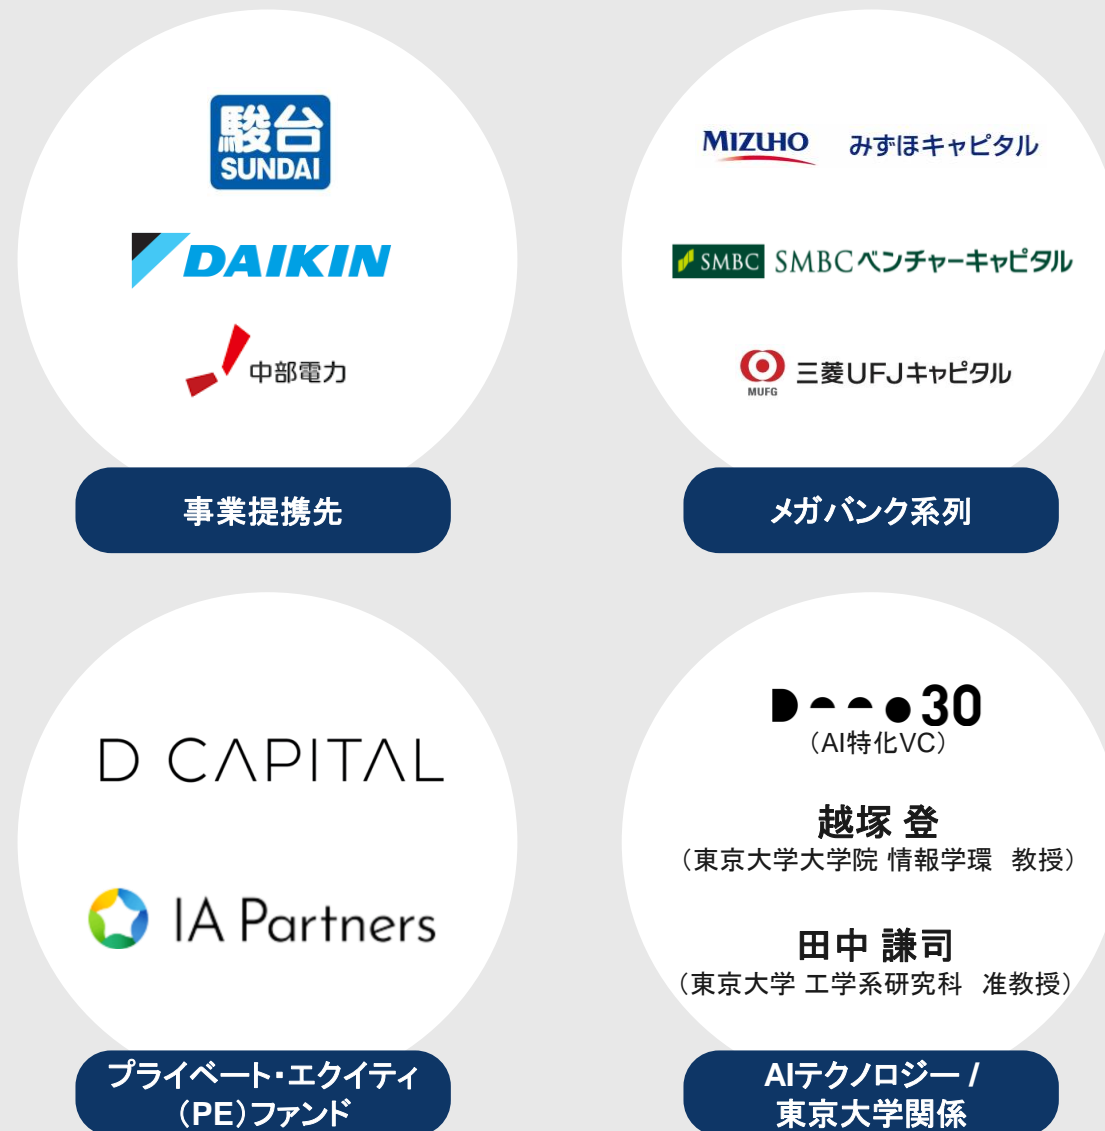 駿台
SUNDAI
DAIKIN
中部電力
事業提携先
MIZUHO みずほキャピタル
SMBC SMBCベンチャーキャピタル
MUFG 三菱UFJキャピタル
メガバンク系列
D CAPITAL
IA Partners
プライベート・エクイティ
（PE）ファンド
30
（AI特化VC）
越塚 登
（東京大学大学院 情報学環　教授）
田中 謙司
（東京大学 工学系研究科　准教授）
AIテクノロジー /
東京大学関係